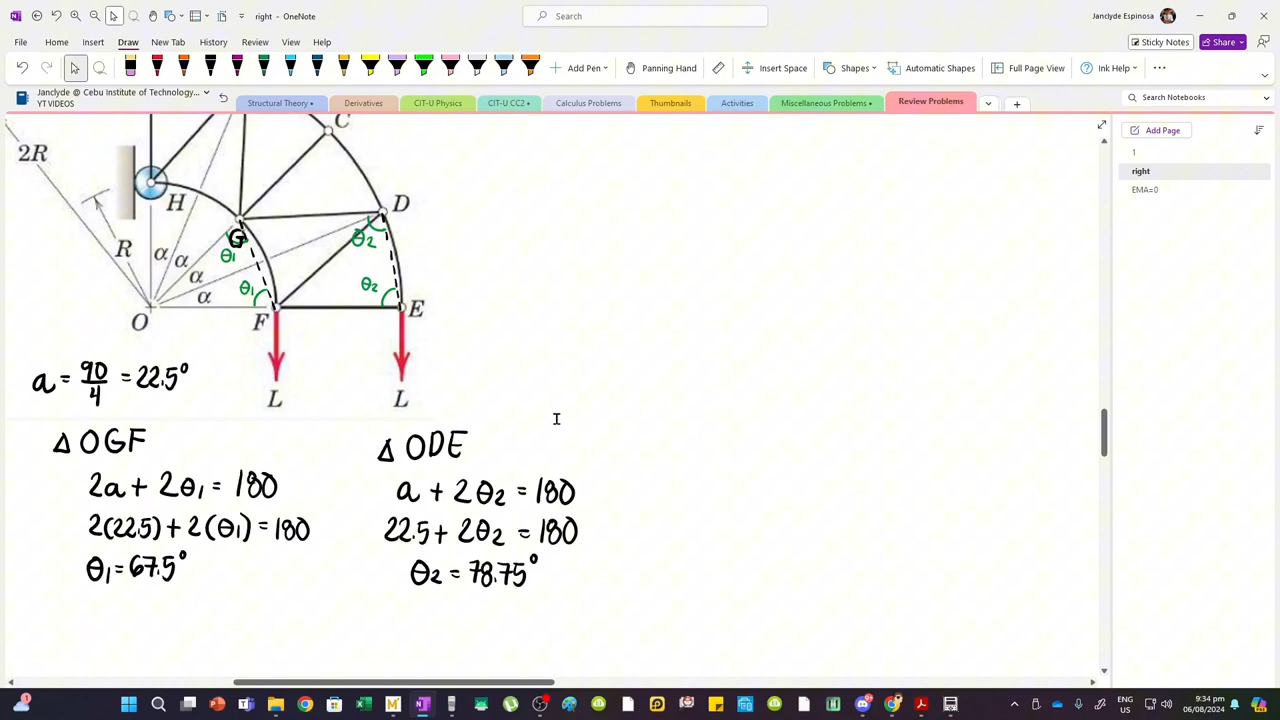 right - OneNote
Search
Janclyde Espinosa
File Home Insert Draw New Tab History Review View Help
Sticky Notes
Share
Add Pen
Panning Hand
Insert Space
Shapes
Automatic Shapes
Full Page View
Ink Help
Janclyde @ Cebu Institute of Technology...
YT VIDEOS
Structural Theory
Derivatives
CIT-U Physics
CIT-U CC2
Calculus Problems
Thumbnails
Activities
Miscellaneous Problems
Review Problems
Search Notebooks
Add Page
1
right
EMA=0
C
2R
H
D
R
G
θ2
θ1
α
α
α
α
θ1
θ2
O
F
E
L
L
a = 90/4 = 22.5°
Δ OGF
2a + 2θ1 = 180
2(22.5) + 2(θ1) = 180
θ1 = 67.5°
Δ ODE
a + 2θ2 = 180
22.5 + 2θ2 = 180
θ2 = 78.75°
ENG
US
9:34 pm
06/08/2024